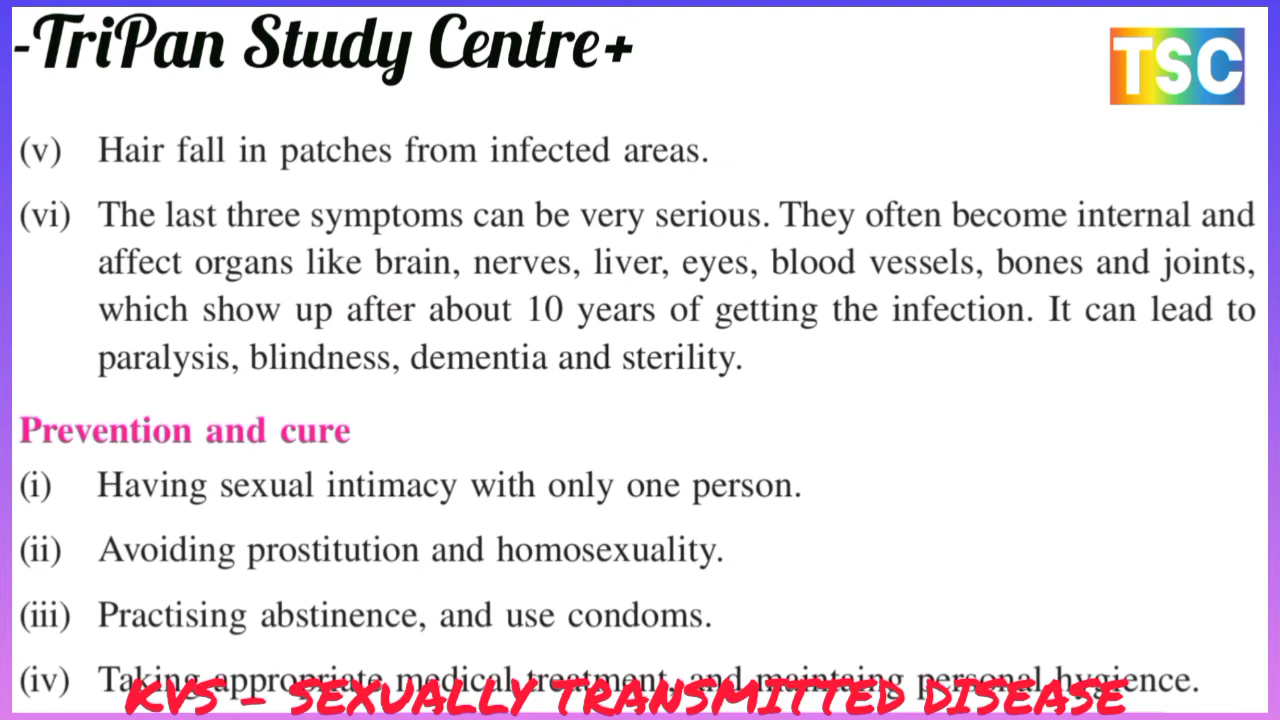 -TriPan Study Centre+
TSC
(v) Hair fall in patches from infected areas.
(vi) The last three symptoms can be very serious. They often become internal and
affect organs like brain, nerves, liver, eyes, blood vessels, bones and joints,
which show up after about 10 years of getting the infection. It can lead to
paralysis, blindness, dementia and sterility.
Prevention and cure
(i) Having sexual intimacy with only one person.
(ii) Avoiding prostitution and homosexuality.
(iii) Practising abstinence, and use condoms.
(iv) Taking appropriate medical treatment, and maintaing personal hygience.
KVS - SEXUALLY TRANSMITTED DISEASE